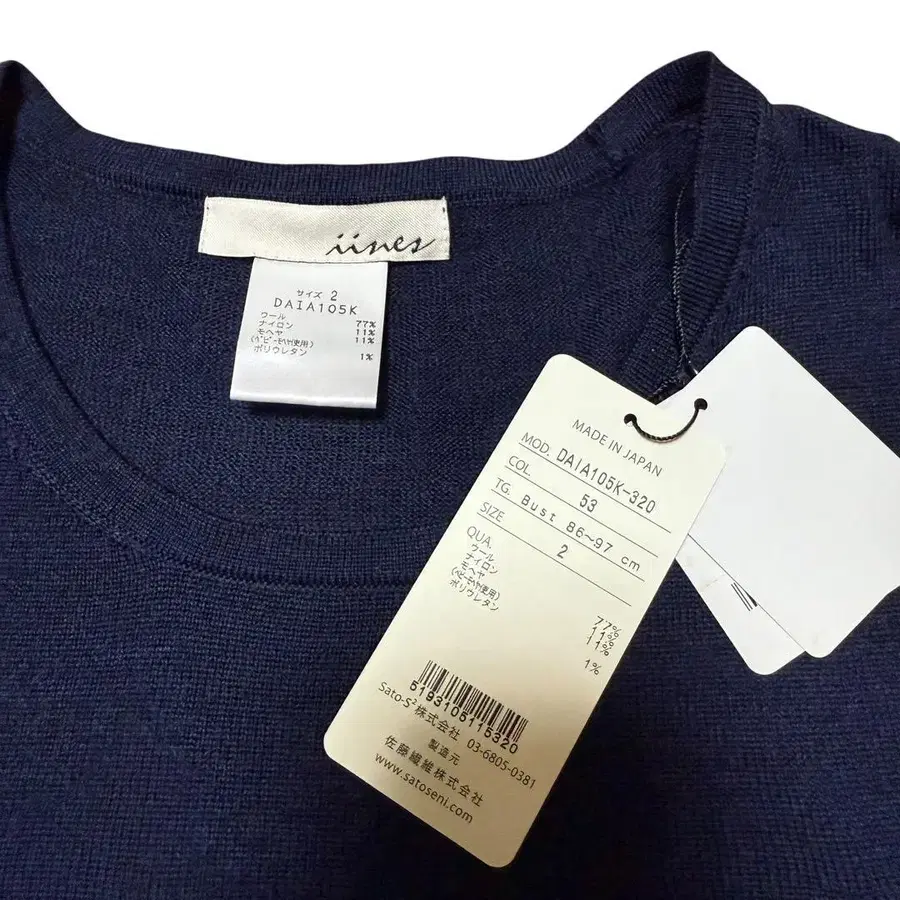 iines
サイズ 2
DAIA105K
ウール 77%
ナイロン 11%
モヘヤ 11%
(ベビーモヘヤ使用)
ポリウレタン 1%
MADE IN JAPAN
MOD. DAIA105K-320
COL. 53
TG. Bust 86~97 cm
SIZE 2
QUA.
ウール 77%
ナイロン 11%
モヘヤ 11%
(ベビーモヘヤ使用)
ポリウレタン 1%
5193105115320
Sato-S² 株式会社 03-6805-0381
製造元
佐藤繊維株式会社
www.satoseni.com